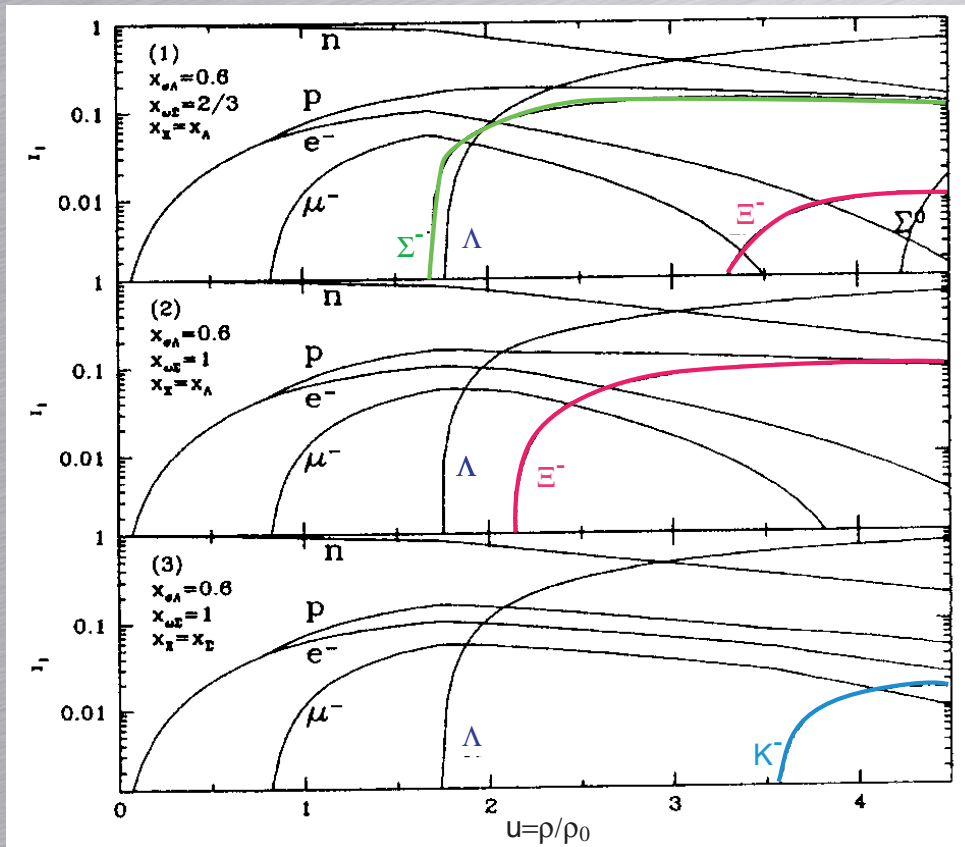 1
n
(1)
x_σΛ=0.6
x_ωΣ=2/3
x_Ξ=x_Λ
p
0.1
e⁻
μ⁻
0.01
Σ⁻
Λ
Ξ⁻
Σ⁰
1
n
(2)
x_σΛ=0.6
x_ωΣ=1
x_Ξ=x_Λ
p
0.1
e⁻
μ⁻
0.01
Λ
Ξ⁻
1
n
(3)
x_σΛ=0.6
x_ωΣ=1
x_Ξ=x_Σ
p
0.1
e⁻
μ⁻
0.01
Λ
K⁻
0 1 2 3 4
u=ρ/ρ₀